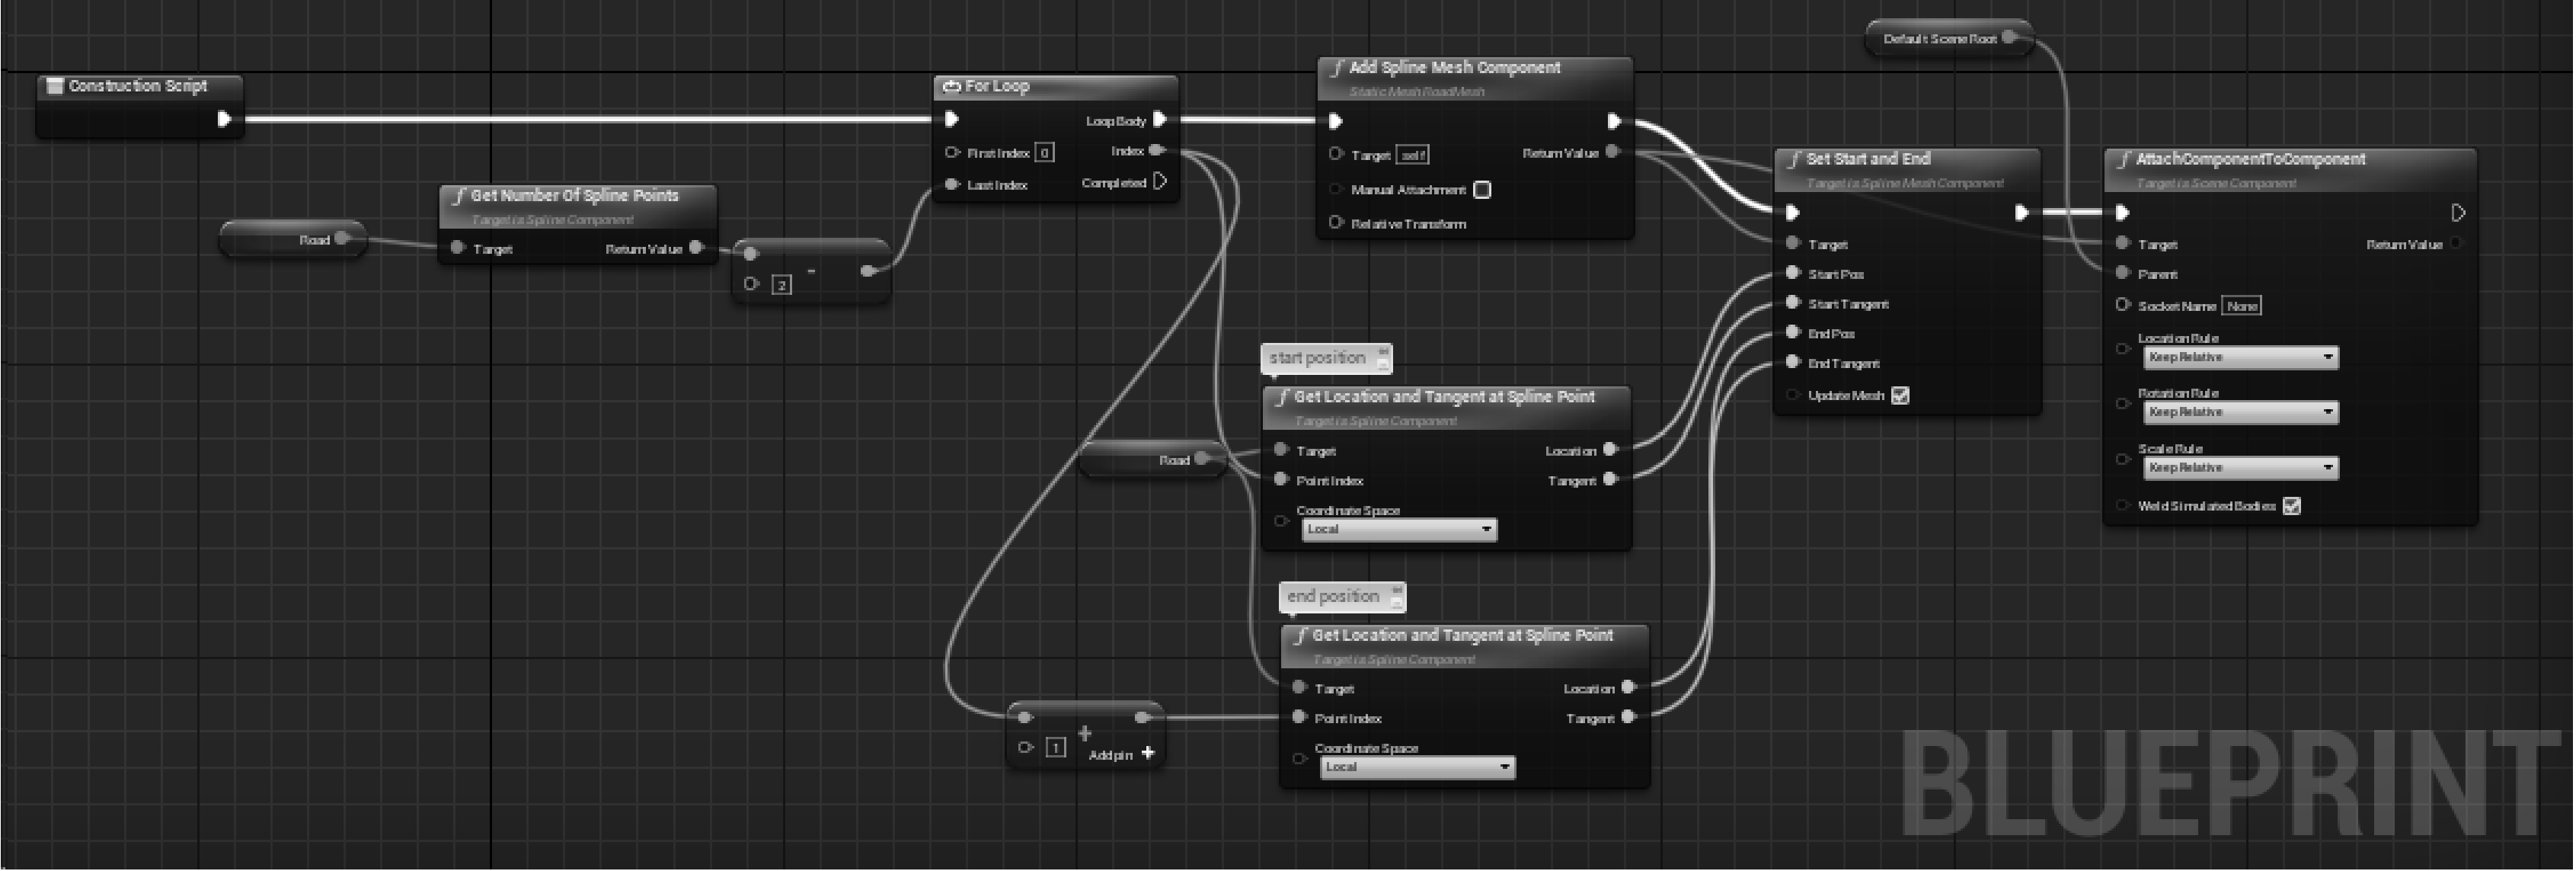 Construction Script
Road
f Get Number Of Spline Points
Target is Spline Component
Target
Return Value
-
2
For Loop
First Index 0
Last Index
Loop Body
Index
Completed
f Add Spline Mesh Component
Static Mesh RoadMesh
Target self
Return Value
Manual Attachment
Relative Transform
Default Scene Root
f Set Start and End
Target is Spline Mesh Component
Target
Start Pos
Start Tangent
End Pos
End Tangent
Update Mesh
f AttachComponentToComponent
Target is Scene Component
Target
Return Value
Parent
Socket Name None
Location Rule
Keep Relative
Rotation Rule
Keep Relative
Scale Rule
Keep Relative
Weld Simulated Bodies
start position
f Get Location and Tangent at Spline Point
Target is Spline Component
Road
Target
Location
Point Index
Tangent
Coordinate Space
Local
end position
f Get Location and Tangent at Spline Point
Target is Spline Component
Target
Location
Point Index
Tangent
Coordinate Space
Local
+
1
Add pin +
BLUEPRINT